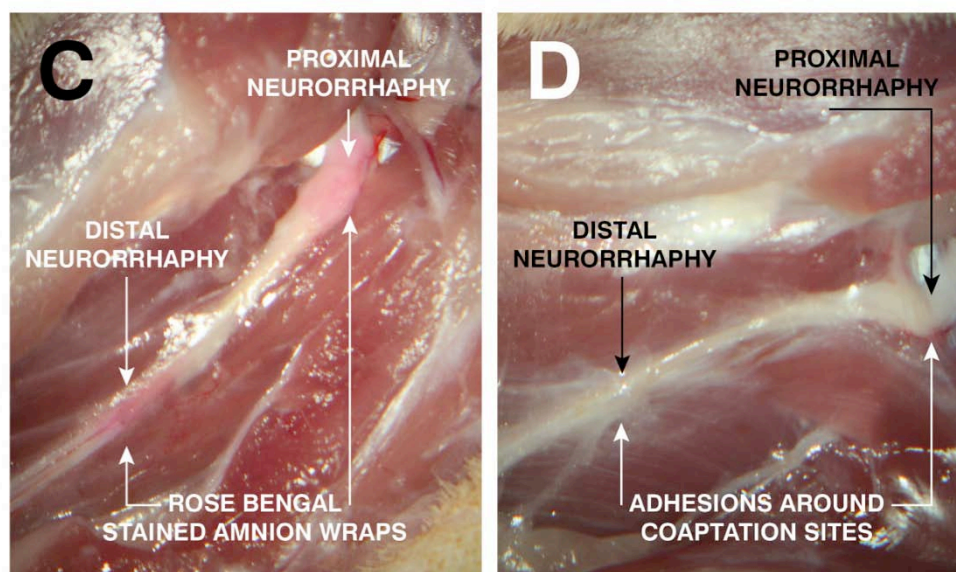 C
PROXIMAL
NEURORRHAPHY
DISTAL
NEURORRHAPHY
ROSE BENGAL
STAINED AMNION WRAPS
D
PROXIMAL
NEURORRHAPHY
DISTAL
NEURORRHAPHY
ADHESIONS AROUND
COAPTATION SITES